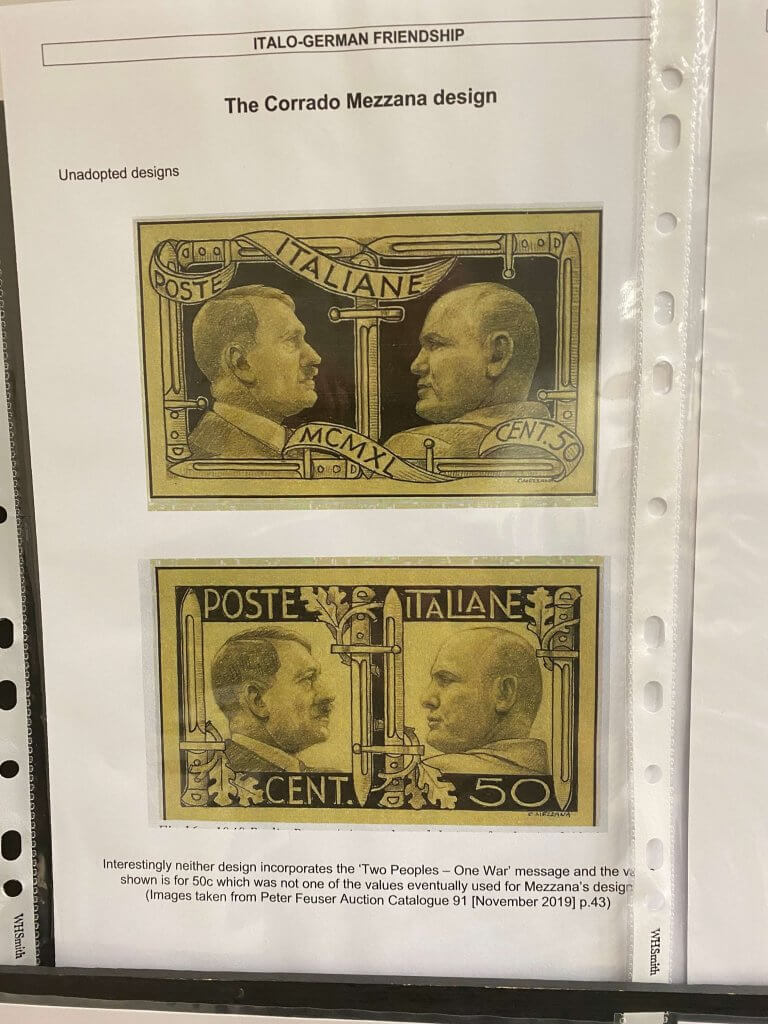 ITALO-GERMAN FRIENDSHIP
The Corrado Mezzana design
Unadopted designs
POSTE
ITALIANE
MCMXL
CENT. 50
C.MEZZANA
POSTE ITALIANE
CENT. 50
C.MEZZANA
Interestingly neither design incorporates the ‘Two Peoples – One War’ message and the
shown is for 50c which was not one of the values eventually used for Mezzana’s design
(Images taken from Peter Feuser Auction Catalogue 91 [November 2019] p.43)
WHSmith
WHSmith